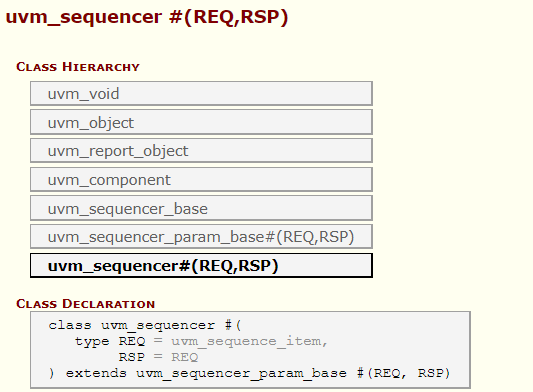 uvm_sequencer #(REQ,RSP)
Class Hierarchy
uvm_void
uvm_object
uvm_report_object
uvm_component
uvm_sequencer_base
uvm_sequencer_param_base#(REQ,RSP)
uvm_sequencer#(REQ,RSP)
Class Declaration
class uvm_sequencer #(
type REQ = uvm_sequence_item,
RSP = REQ
) extends uvm_sequencer_param_base #(REQ, RSP)